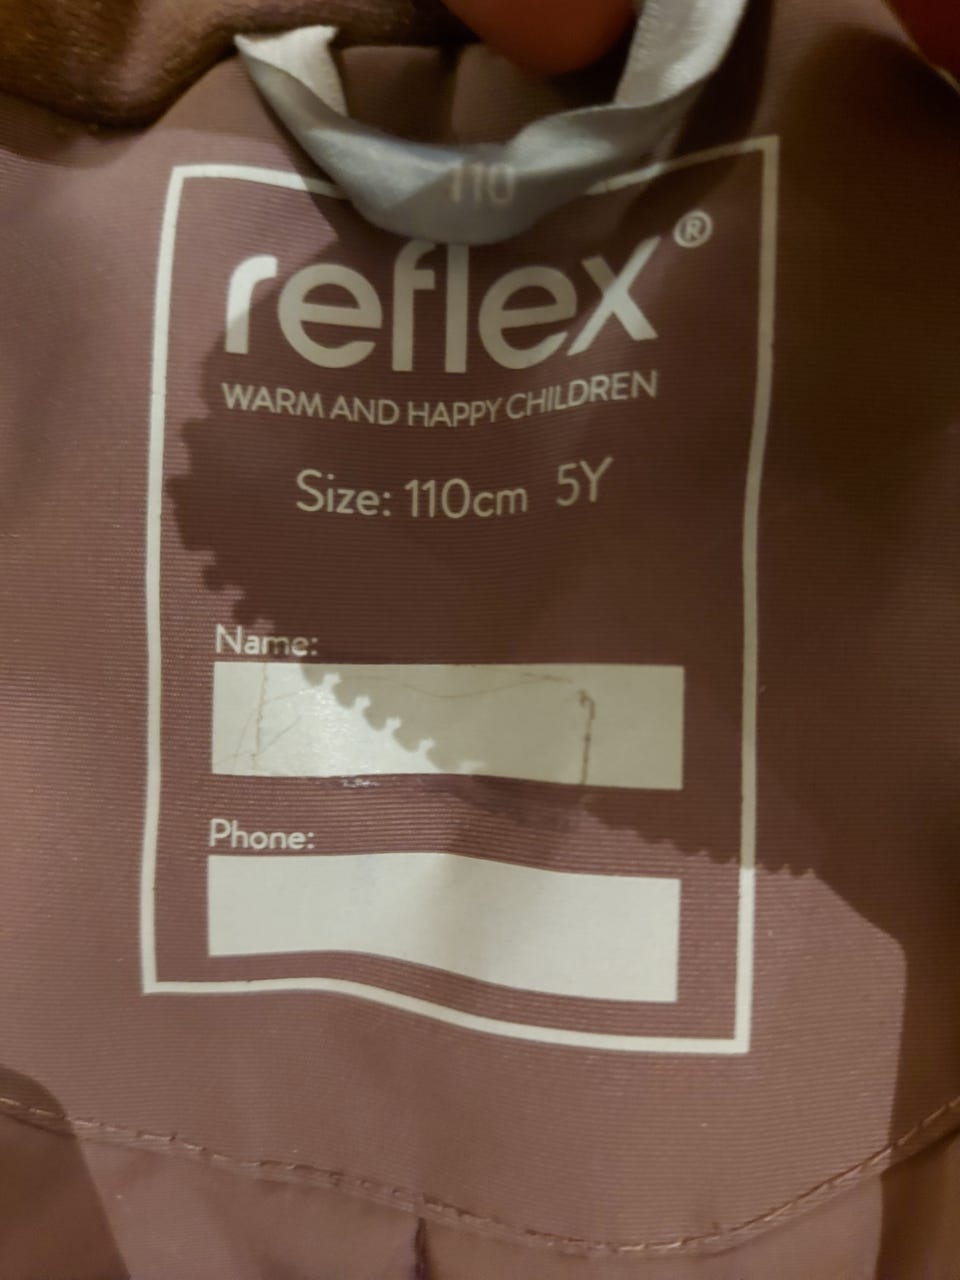 110
reflex®
WARM AND HAPPY CHILDREN
Size: 110cm 5Y
Name:
Phone: